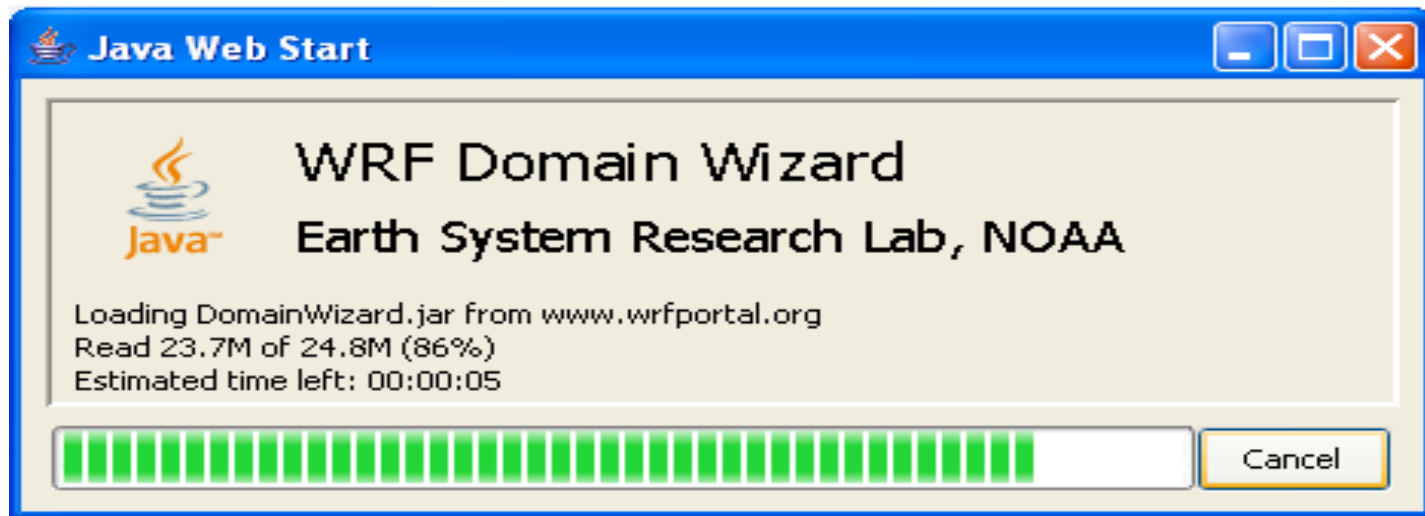 Java Web Start
WRF Domain Wizard
Java™
Earth System Research Lab, NOAA
Loading DomainWizard.jar from www.wrfportal.org
Read 23.7M of 24.8M (86%)
Estimated time left: 00:00:05
Cancel